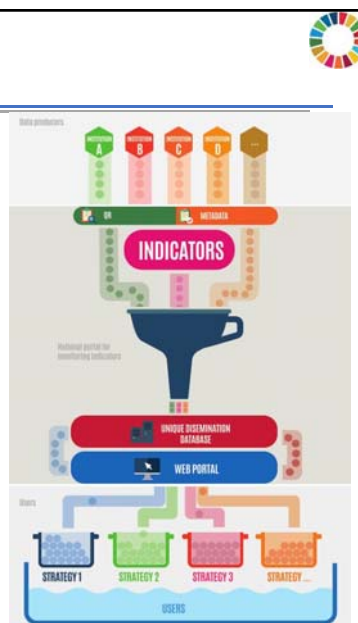 Data producers
INSTITUTION
A
INSTITUTION
B
INSTITUTION
C
INSTITUTION
D
...
QR
METADATA
INDICATORS
National portal for
monitoring indicators
UNIQUE DISEMINATION
DATABASE
WEB PORTAL
Users
STRATEGY 1
STRATEGY 2
STRATEGY 3
STRATEGY ...
USERS